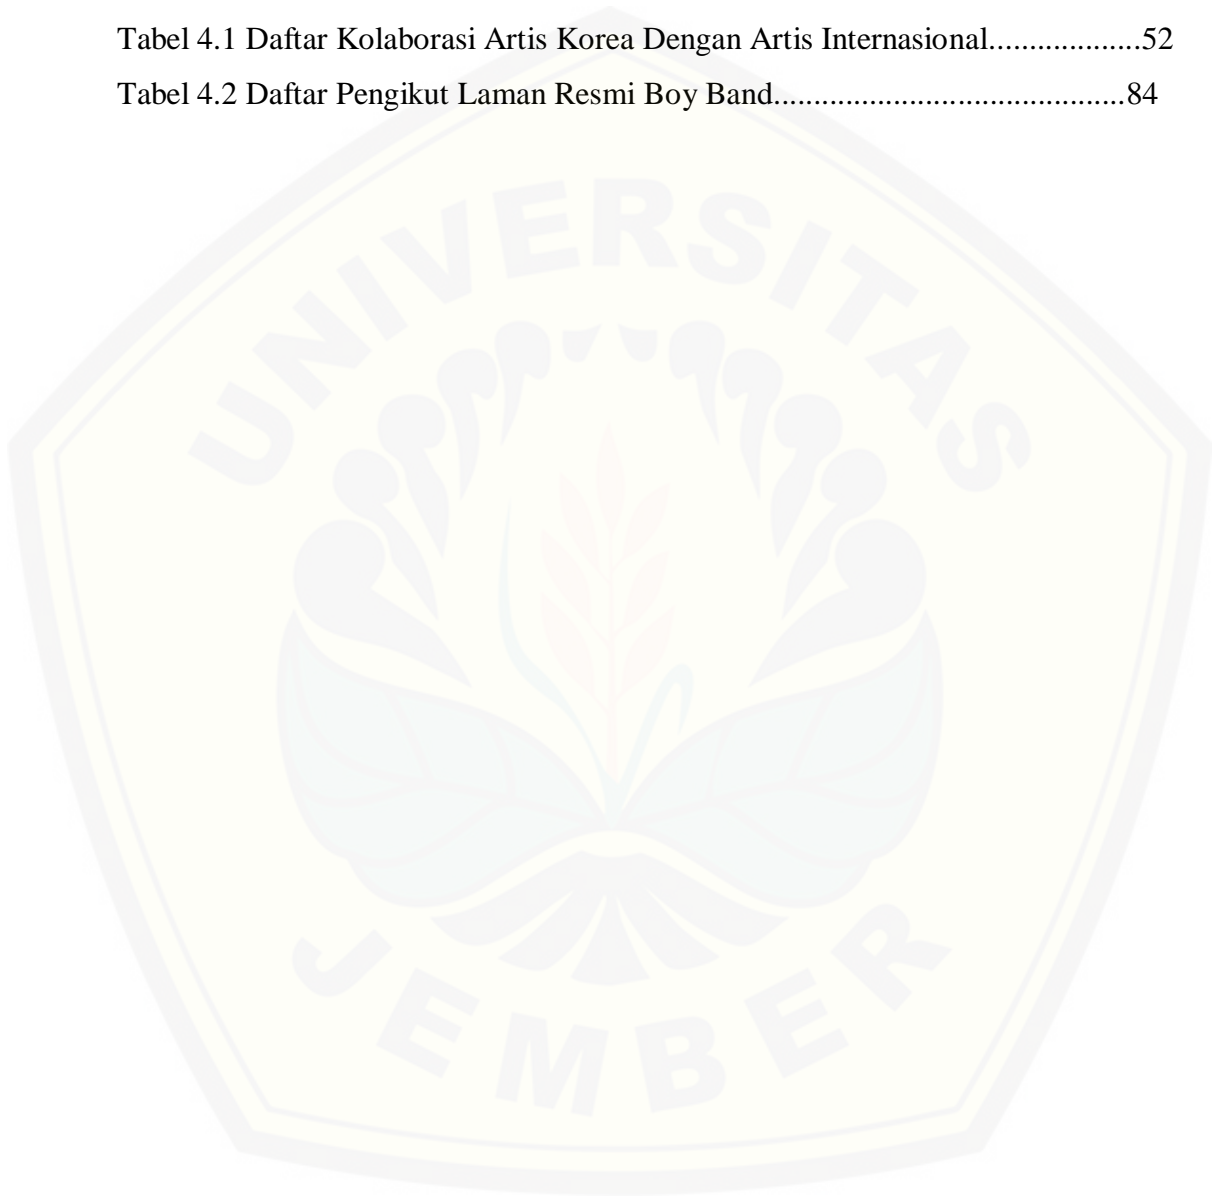 Tabel 4.1 Daftar Kolaborasi Artis Korea Dengan Artis Internasional...................52
Tabel 4.2 Daftar Pengikut Laman Resmi Boy Band...........................................84
UNIVERSITAS
JEMBER